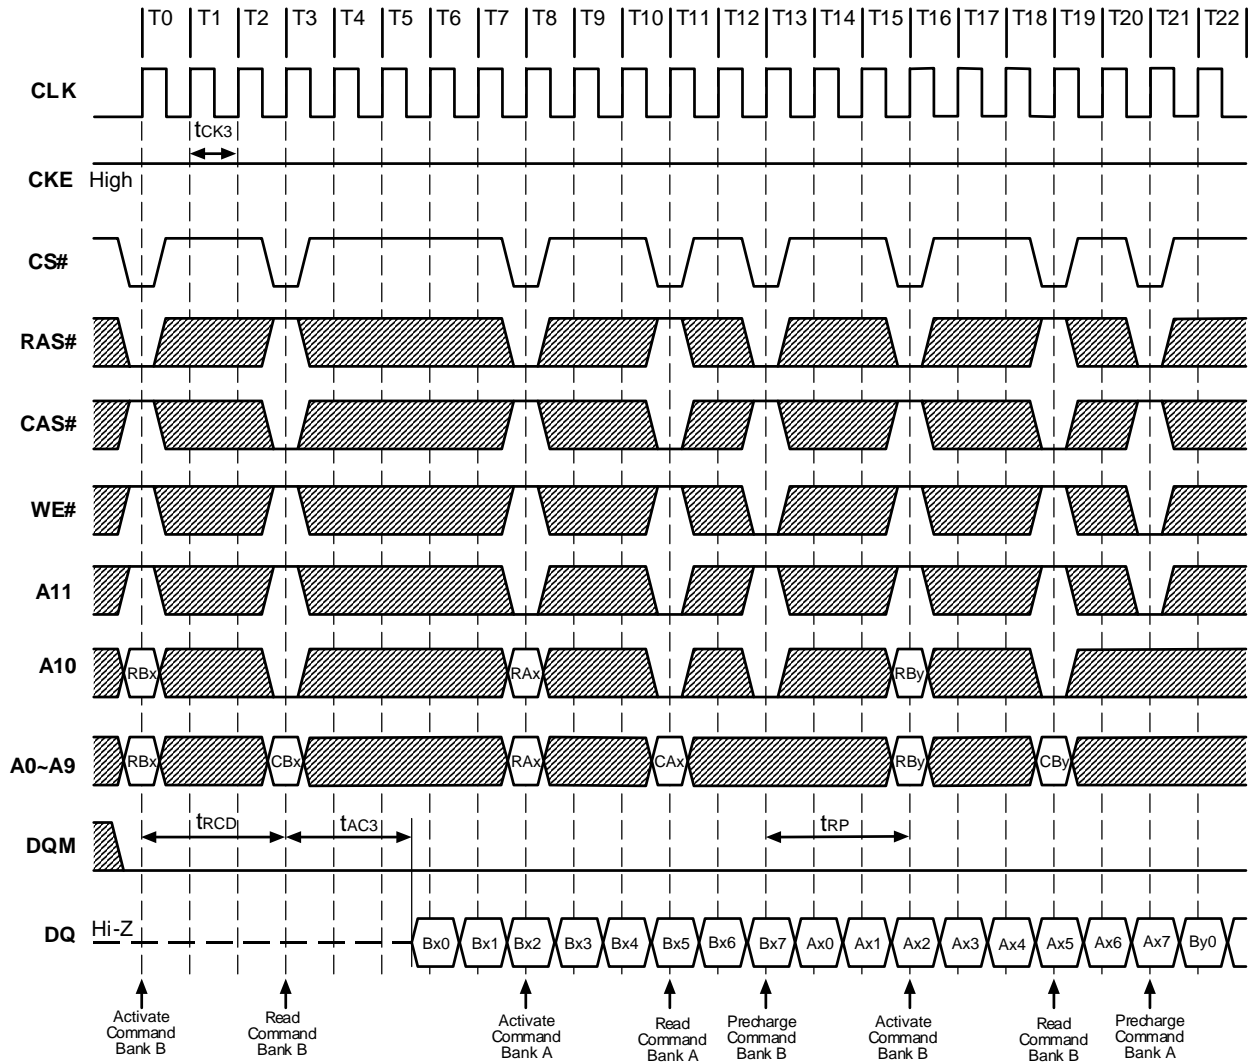 T0 T1 T2 T3 T4 T5 T6 T7 T8 T9 T10 T11 T12 T13 T14 T15 T16 T17 T18 T19 T20 T21 T22
CLK
tCK3
CKE High
CS#
RAS#
CAS#
WE#
A11
A10 RBx RAx RBy
A0~A9 RBx CBx RAx CAx RBy CBy
tRCD tAC3 tRP
DQM
DQ Hi-Z Bx0 Bx1 Bx2 Bx3 Bx4 Bx5 Bx6 Bx7 Ax0 Ax1 Ax2 Ax3 Ax4 Ax5 Ax6 Ax7 By0
Activate
Command
Bank B
Read
Command
Bank B
Activate
Command
Bank A
Read
Command
Bank A
Precharge
Command
Bank B
Activate
Command
Bank B
Read
Command
Bank B
Precharge
Command
Bank A